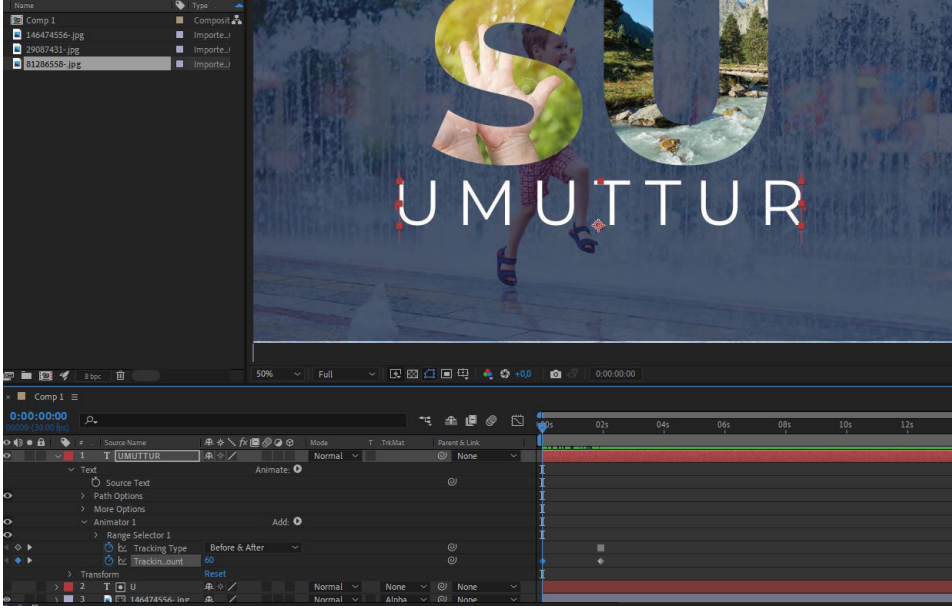 Name Type
Comp 1 Composit
146474556-.jpg Importe..
29087431-.jpg Importe..
81286558-.jpg Importe..
SU
UMUTTUR
8 bpc
50% Full +0,0 0:00:00:00
× Comp 1
0:00:00:00
00000 (30.00 fps)
00s 02s 04s 06s 08s 10s 12s
# Source Name Mode T .TrkMat Parent & Link
1 T UMUTTUR Normal None
Text Animate:
Source Text
Path Options
More Options
Animator 1 Add:
Range Selector 1
Tracking Type Before & After
Trackin..ount 60
Transform Reset
2 T U Normal None None
3 146474556-.jpg Normal Alpha None